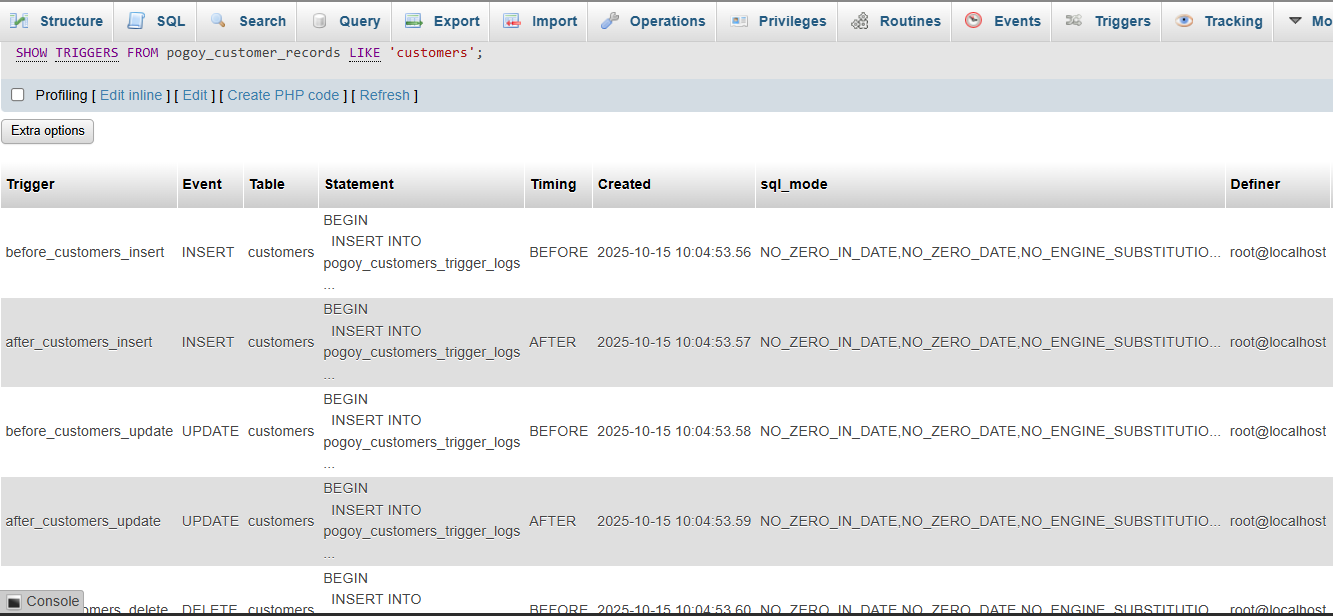 Structure SQL Search Query Export Import Operations Privileges Routines Events Triggers Tracking Mo
SHOW TRIGGERS FROM pogoy_customer_records LIKE 'customers';
Profiling [ Edit inline ] [ Edit ] [ Create PHP code ] [ Refresh ]
Extra options
Trigger Event Table Statement Timing Created sql_mode Definer
BEGIN
INSERT INTO
before_customers_insert INSERT customers pogoy_customers_trigger_logs BEFORE 2025-10-15 10:04:53.56 NO_ZERO_IN_DATE,NO_ZERO_DATE,NO_ENGINE_SUBSTITUTIO... root@localhost
...
BEGIN
INSERT INTO
after_customers_insert INSERT customers pogoy_customers_trigger_logs AFTER 2025-10-15 10:04:53.57 NO_ZERO_IN_DATE,NO_ZERO_DATE,NO_ENGINE_SUBSTITUTIO... root@localhost
...
BEGIN
INSERT INTO
before_customers_update UPDATE customers pogoy_customers_trigger_logs BEFORE 2025-10-15 10:04:53.58 NO_ZERO_IN_DATE,NO_ZERO_DATE,NO_ENGINE_SUBSTITUTIO... root@localhost
...
BEGIN
INSERT INTO
after_customers_update UPDATE customers pogoy_customers_trigger_logs AFTER 2025-10-15 10:04:53.59 NO_ZERO_IN_DATE,NO_ZERO_DATE,NO_ENGINE_SUBSTITUTIO... root@localhost
...
BEGIN
INSERT INTO
Console
omers_delete DELETE customers BEFORE 2025-10-15 10:04:53.60 NO_ZERO_IN_DATE,NO_ZERO_DATE,NO_ENGINE_SUBSTITUTIO... root@localhost